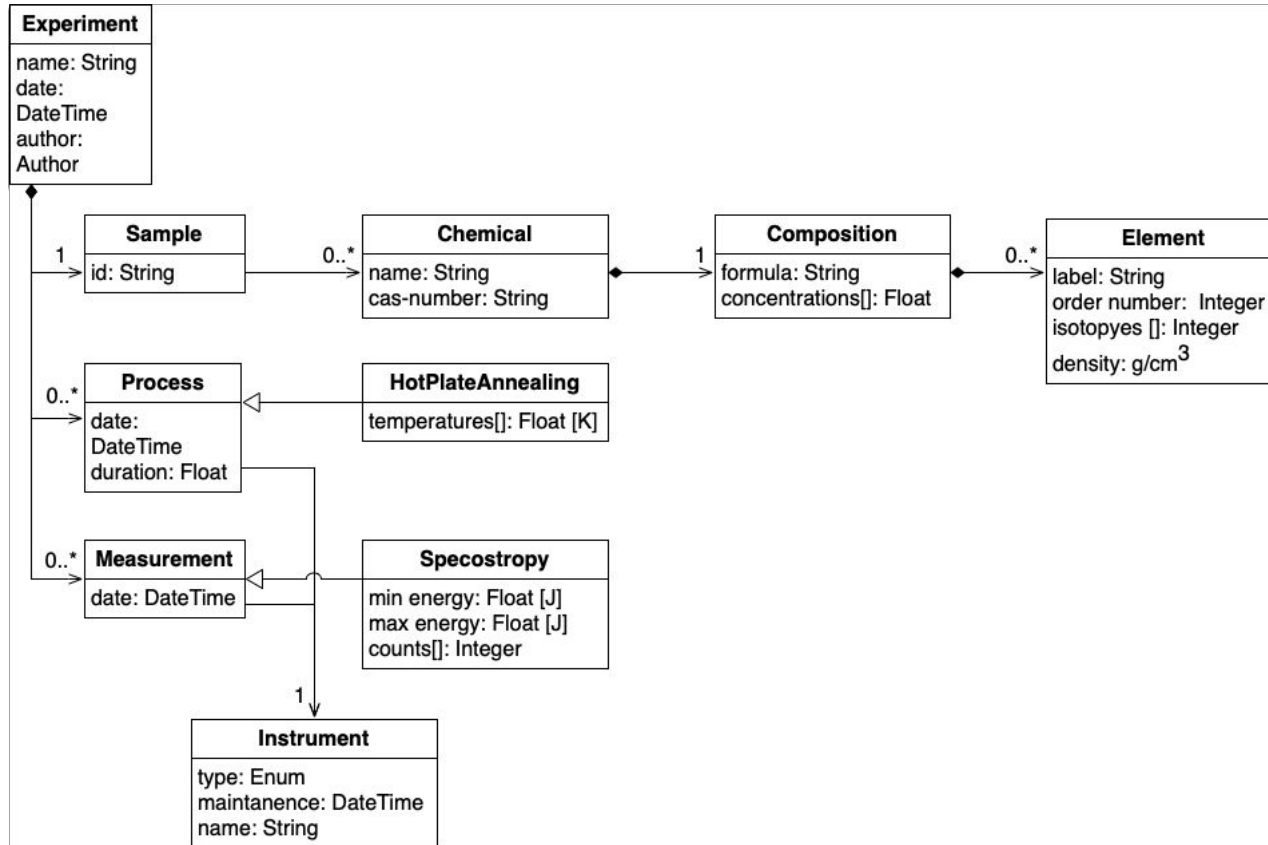 Experiment
name: String
date:
DateTime
author:
Author
1
Sample
id: String
0..*
Chemical
name: String
cas-number: String
1
Composition
formula: String
concentrations[]: Float
0..*
Element
label: String
order number:  Integer
isotopyes []: Integer
density: g/cm³
0..*
Process
date:
DateTime
duration: Float
HotPlateAnnealing
temperatures[]: Float [K]
0..*
Measurement
date: DateTime
Specostropy
min energy: Float [J]
max energy: Float [J]
counts[]: Integer
1
Instrument
type: Enum
maintanence: DateTime
name: String